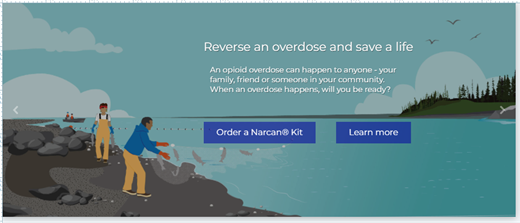 Reverse an overdose and save a life
An opioid overdose can happen to anyone - your
family, friend or someone in your community.
When an overdose happens, will you be ready?
Order a Narcan® Kit
Learn more